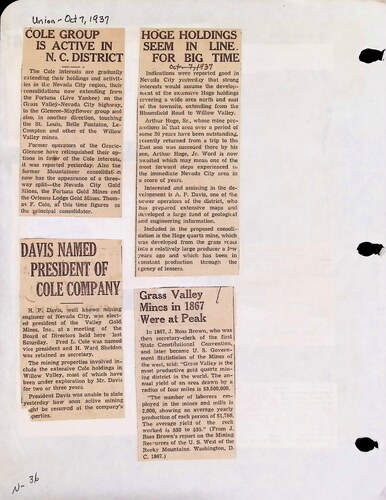 Union - Oct 7, 1937
COLE GROUP
IS ACTIVE IN
N. C. DISTRICT
The Cole interests are gradually
extending their holdings and activi-
ties in the Nevada City region, their
consolidations now extending from
the Fortuna (Live Yankee) on the
Grass Valley-Nevada City highway,
to the Glencoe-Mayflower group and
also, in another direction, touching
the St. Louis, Belle Fontaine, Le-
Compton and other of the Willow
Valley mines.
Former operators of the Gracie-
Glencoe have relinquished their op-
tions in favor of the Cole interests,
it was reported yesterday. Also the
former Mountaineer consolidation
now has the appearance of a three-
way split—the Nevada City Gold
Mines, the Fortuna Gold Mines and
the Orleans Lodge Gold Mines. Thom-
as F. Cole, of this time figures as
the principal consolidator.
HOGE HOLDINGS
SEEM IN LINE
FOR BIG TIME
Oct-7, 1937
Indications were reported good in
Nevada City yesterday that strong
interests would assume the develop-
ment of the extensive Hoge holdings
covering a wide area north and east
of the townsite, extending from the
Bloomfield Road to Willow Valley.
Arthur Hoge, Sr., whose mine pro-
motions in that area over a period of
some 20 years have been outstanding,
recently returned from a trip to the
East and was succeeded there by his
son, Arthur Hoge, Jr. Word is now
awaited which may mean one of the
most forward steps experienced in
the immediate Nevada City area in
a score of years.
Interested and assisting in the de-
velopment is A. P. Davis, one of the
sewer operators of the district, who
has prepared extensive maps and
developed a large fund of geological
and engineering information.
Included in the proposed consoli-
dation is the Hoge quartz mine, which
was developed from the grass roots
into a relatively large producer a few
years ago and which has been in
constant production through the
agency of lessees.
DAVIS NAMED
PRESIDENT OF
COLE COMPANY
H. P. Davis, well known mining
engineer of Nevada City, was elect-
ed president of the Valley Gold
Mines, Inc., at a meeting of the
Board of Directors held here last
Saturday. Fred L. Cole was named
vice president and H. Ward Sheldon
was retained as secretary.
The mining properties involved in-
clude the extensive Cole holdings in
Willow Valley, most of which have
been under exploration by Mr. Davis
for two or three years.
President Davis was unable to state
yesterday how soon active mining
might be resumed at the company's
properties.
Grass Valley
Mines in 1867
Were at Peak
In 1867, J. Ross Brown, who was
then secretary-clerk of the first
State Constitutional Convention,
and later became U. S. Govern-
ment Statistician of the Mines of
the west, said: "Grass Valley is the
most productive gold quartz min-
ing district in the world. The an-
nual yield of an area drawn by a
radius of four miles is $3,500,000.
"The number of laborers em-
ployed in the mines and mills is
2,000, showing an average yearly
production of each person of $1,750.
The average yield of the rock
worked is $30 to $35." (From J.
Ross Brown's report on the Mining
Resources of the U. S. West of the
Rocky Mountains. Washington, D.
C. 1867.)
N-36